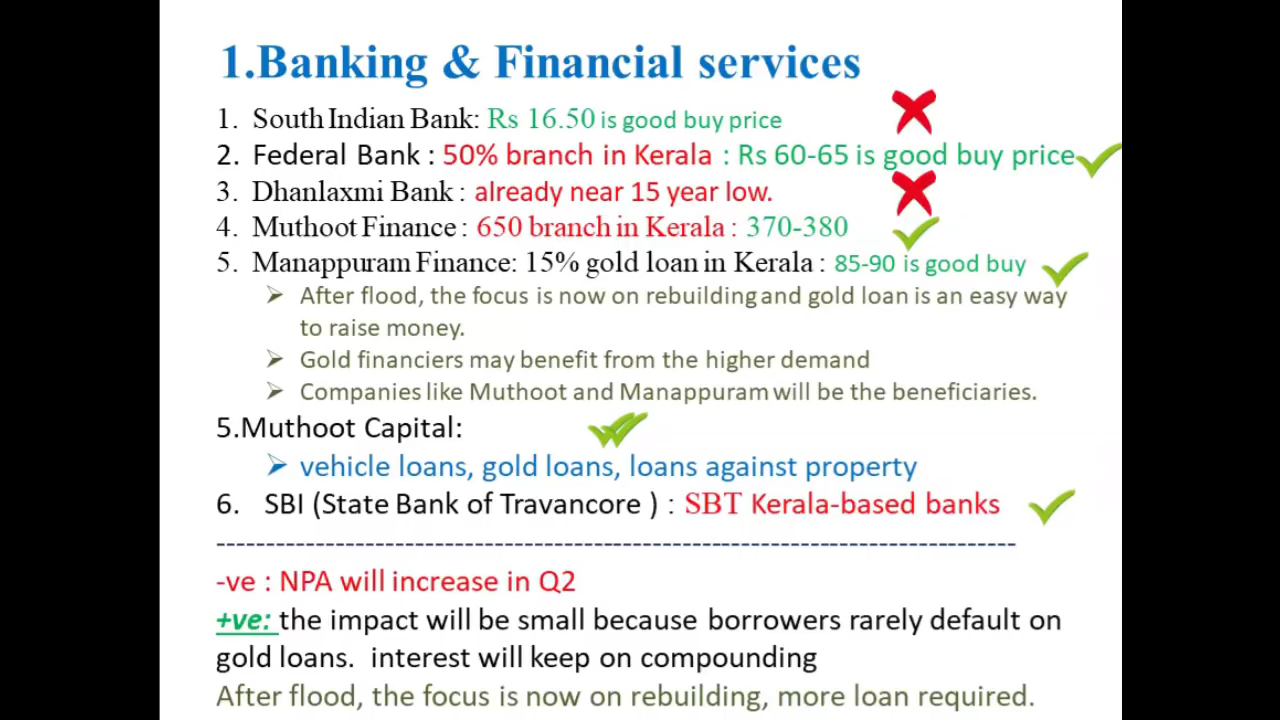 1.Banking & Financial services
1. South Indian Bank: Rs 16.50 is good buy price
2. Federal Bank : 50% branch in Kerala : Rs 60-65 is good buy price
3. Dhanlaxmi Bank : already near 15 year low.
4. Muthoot Finance : 650 branch in Kerala : 370-380
5. Manappuram Finance: 15% gold loan in Kerala : 85-90 is good buy
➢ After flood, the focus is now on rebuilding and gold loan is an easy way
to raise money.
➢ Gold financiers may benefit from the higher demand
➢ Companies like Muthoot and Manappuram will be the beneficiaries.
5.Muthoot Capital:
➢ vehicle loans, gold loans, loans against property
6. SBI (State Bank of Travancore ) : SBT Kerala-based banks
--------------------------------------------------------------------------------
-ve : NPA will increase in Q2
+ve: the impact will be small because borrowers rarely default on
gold loans. interest will keep on compounding
After flood, the focus is now on rebuilding, more loan required.